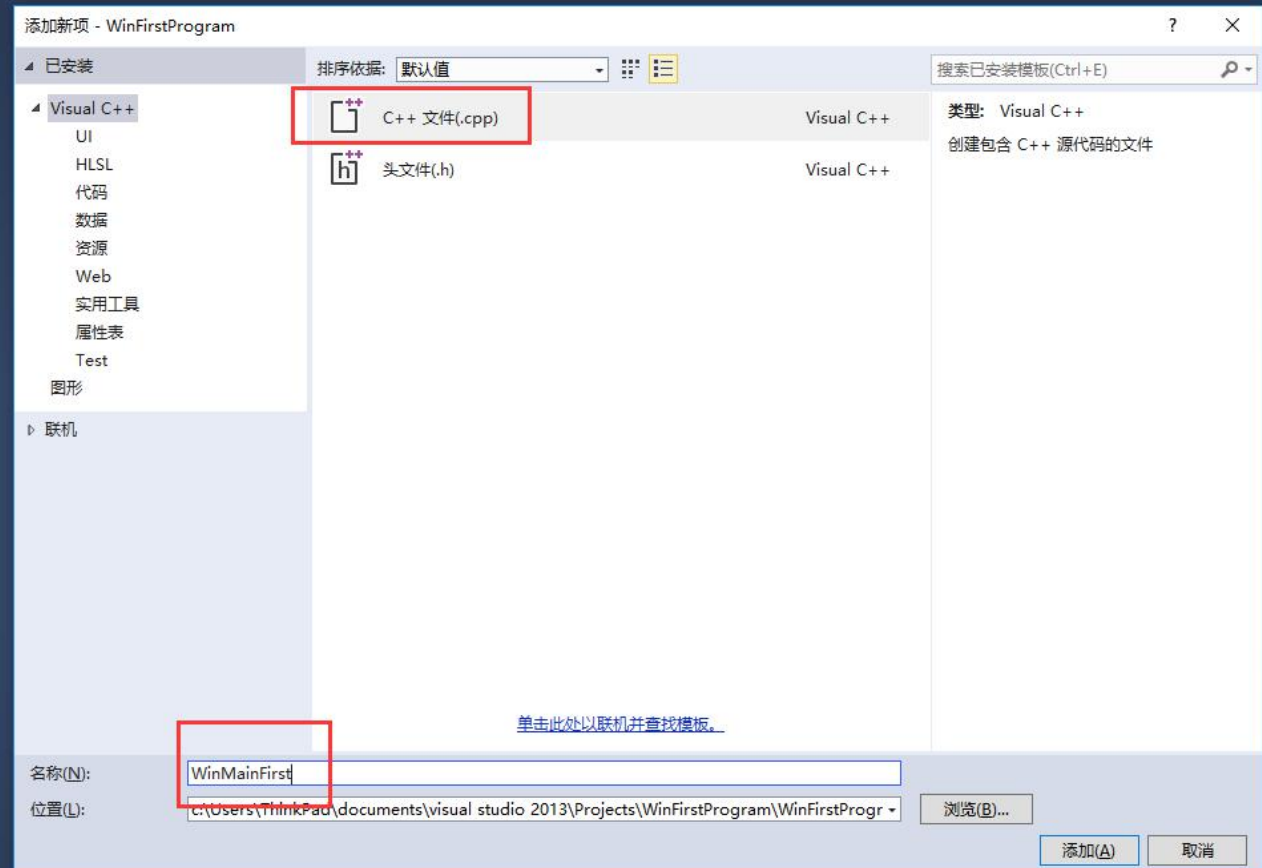 添加新项 - WinFirstProgram
? ×
已安装
排序依据: 默认值
搜索已安装模板(Ctrl+E)
Visual C++
UI
HLSL
代码
数据
资源
Web
实用工具
属性表
Test
图形
联机
C++ 文件(.cpp) Visual C++
头文件(.h) Visual C++
类型: Visual C++
创建包含 C++ 源代码的文件
单击此处以联机并查找模板。
名称(N): WinMainFirst
位置(L): c:\Users\ThinkPad\documents\visual studio 2013\Projects\WinFirstProgram\WinFirstProgr
浏览(B)...
添加(A) 取消